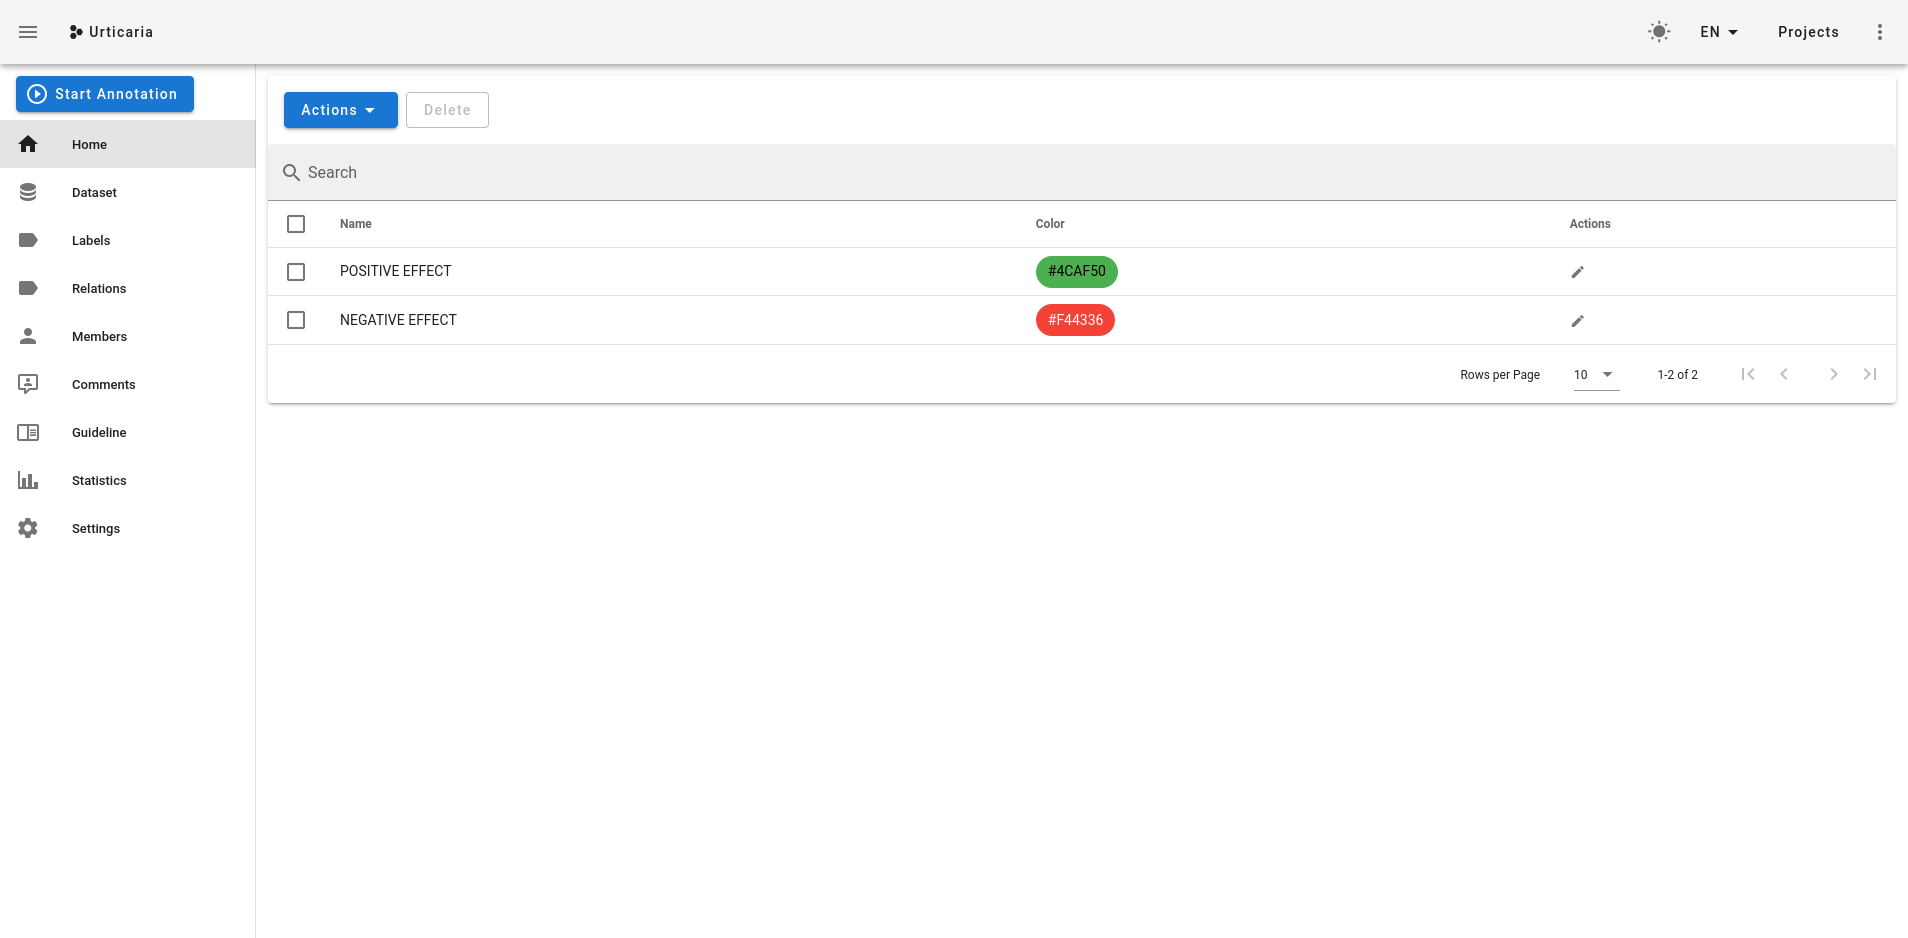 Urticaria
EN
Projects
Start Annotation
Home
Dataset
Labels
Relations
Members
Comments
Guideline
Statistics
Settings
Actions
Delete
Search
Name Color Actions
POSITIVE EFFECT #4CAF50
NEGATIVE EFFECT #F44336
Rows per Page 10 1-2 of 2